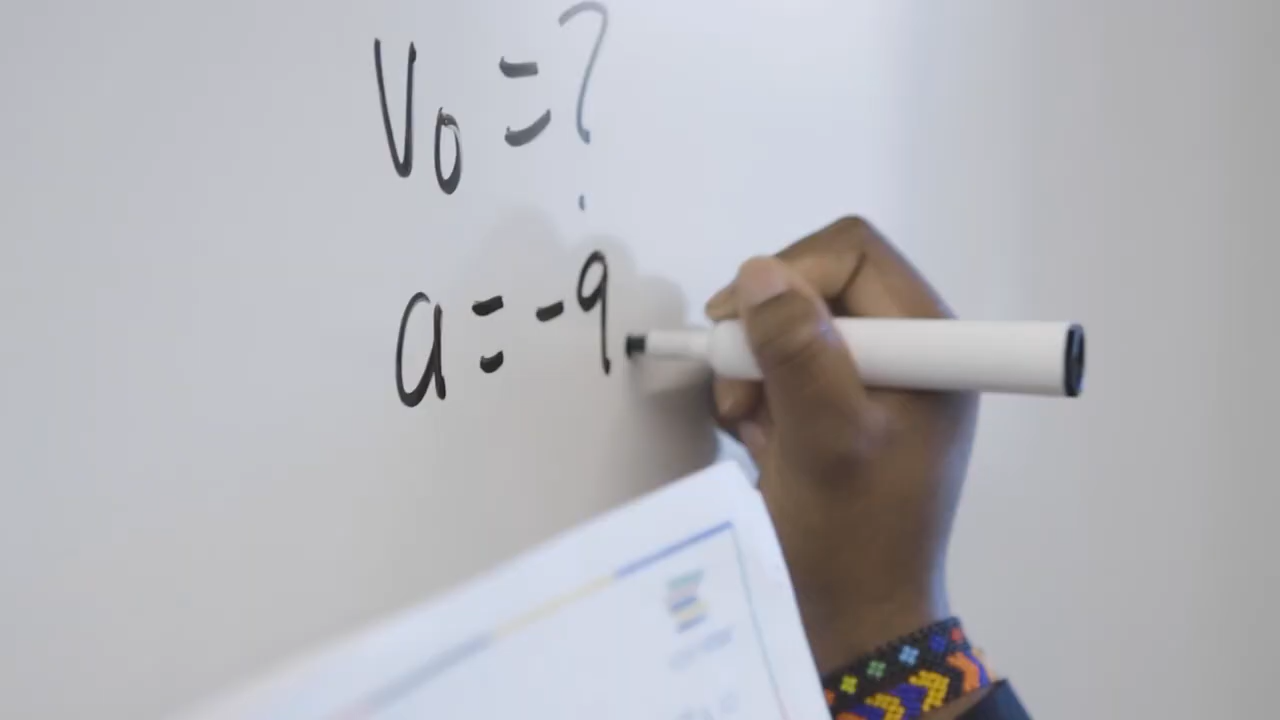 V₀ = ?
a = -9